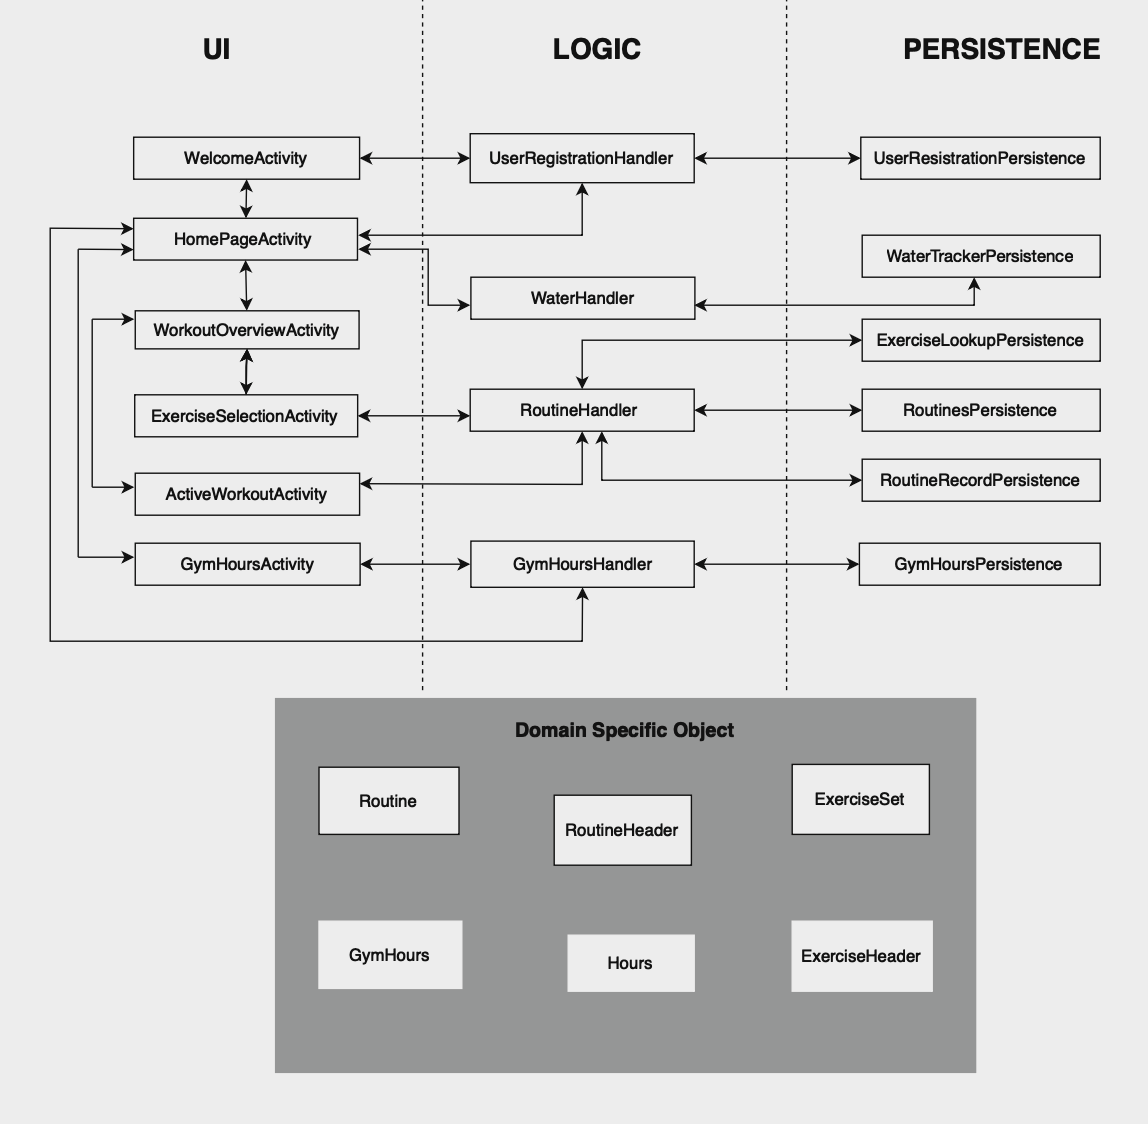 UI
LOGIC
PERSISTENCE
WelcomeActivity
UserRegistrationHandler
UserResistrationPersistence
HomePageActivity
WaterTrackerPersistence
WaterHandler
WorkoutOverviewActivity
ExerciseLookupPersistence
ExerciseSelectionActivity
RoutineHandler
RoutinesPersistence
ActiveWorkoutActivity
RoutineRecordPersistence
GymHoursActivity
GymHoursHandler
GymHoursPersistence
Domain Specific Object
Routine
RoutineHeader
ExerciseSet
GymHours
Hours
ExerciseHeader